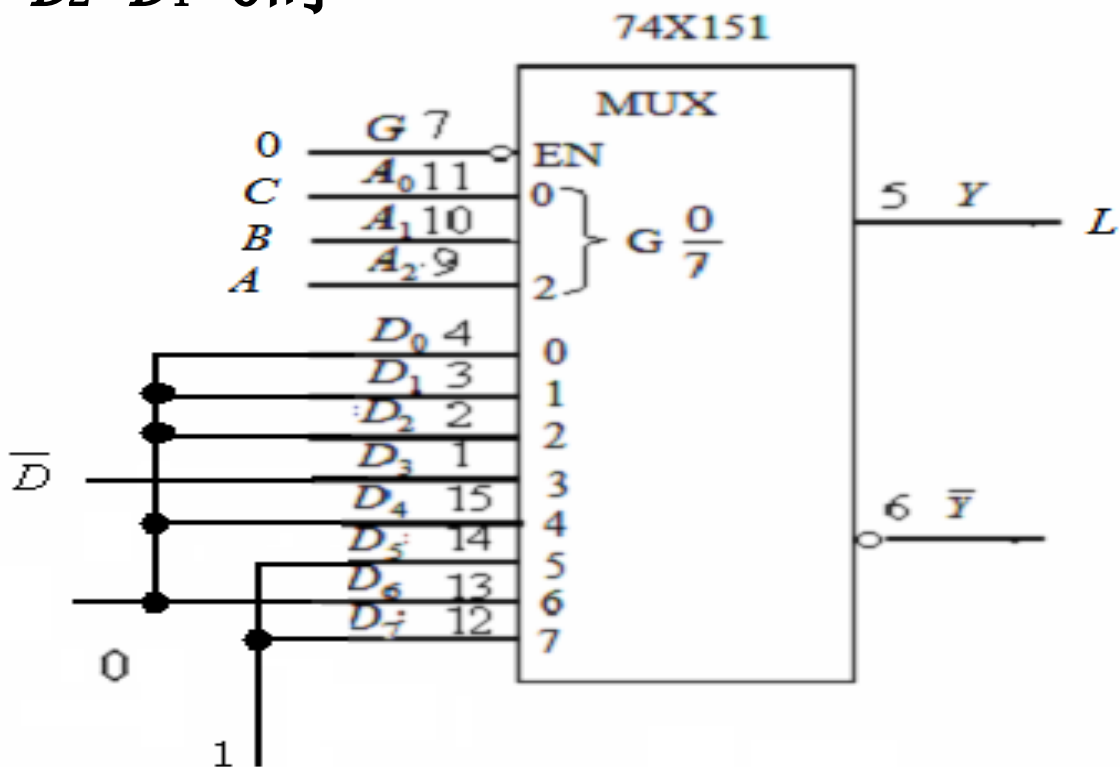 74X151
MUX
0 G 7 EN
C A₀ 11 0
B A₁ 10 G 0/7
A A₂ 9 2
5 Y L
D₀ 4 0
D₁ 3 1
D₂ 2 2
D̅ D₃ 1 3
D₄ 15 4
D₅ 14 5
D₆ 13 6
D₇ 12 7
6 Y̅
0
1